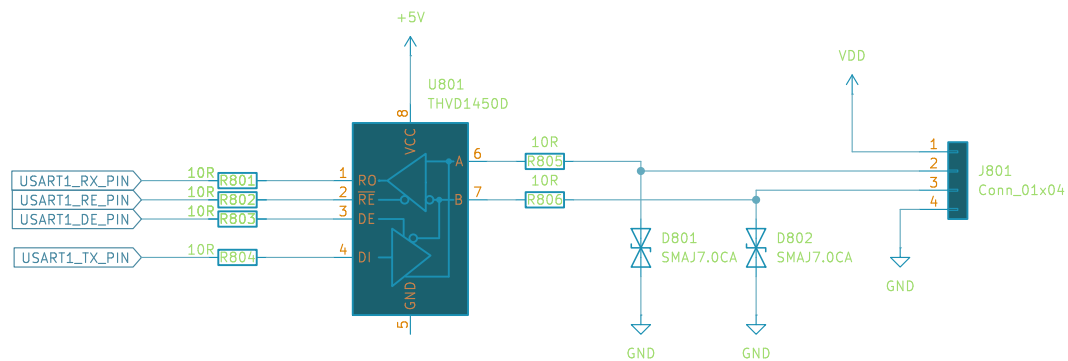 +5V
VDD
U801
THVD1450D
8
VCC
10R
R805
6
A
1
2
3
4
J801
Conn_01x04
USART1_RX_PIN
10R
R801
1
RO
USART1_RE_PIN
10R
R802
2
RE
7
B
10R
R806
USART1_DE_PIN
10R
R803
3
DE
USART1_TX_PIN
10R
R804
4
DI
D801
SMAJ7.0CA
D802
SMAJ7.0CA
GND
5
GND
GND
GND